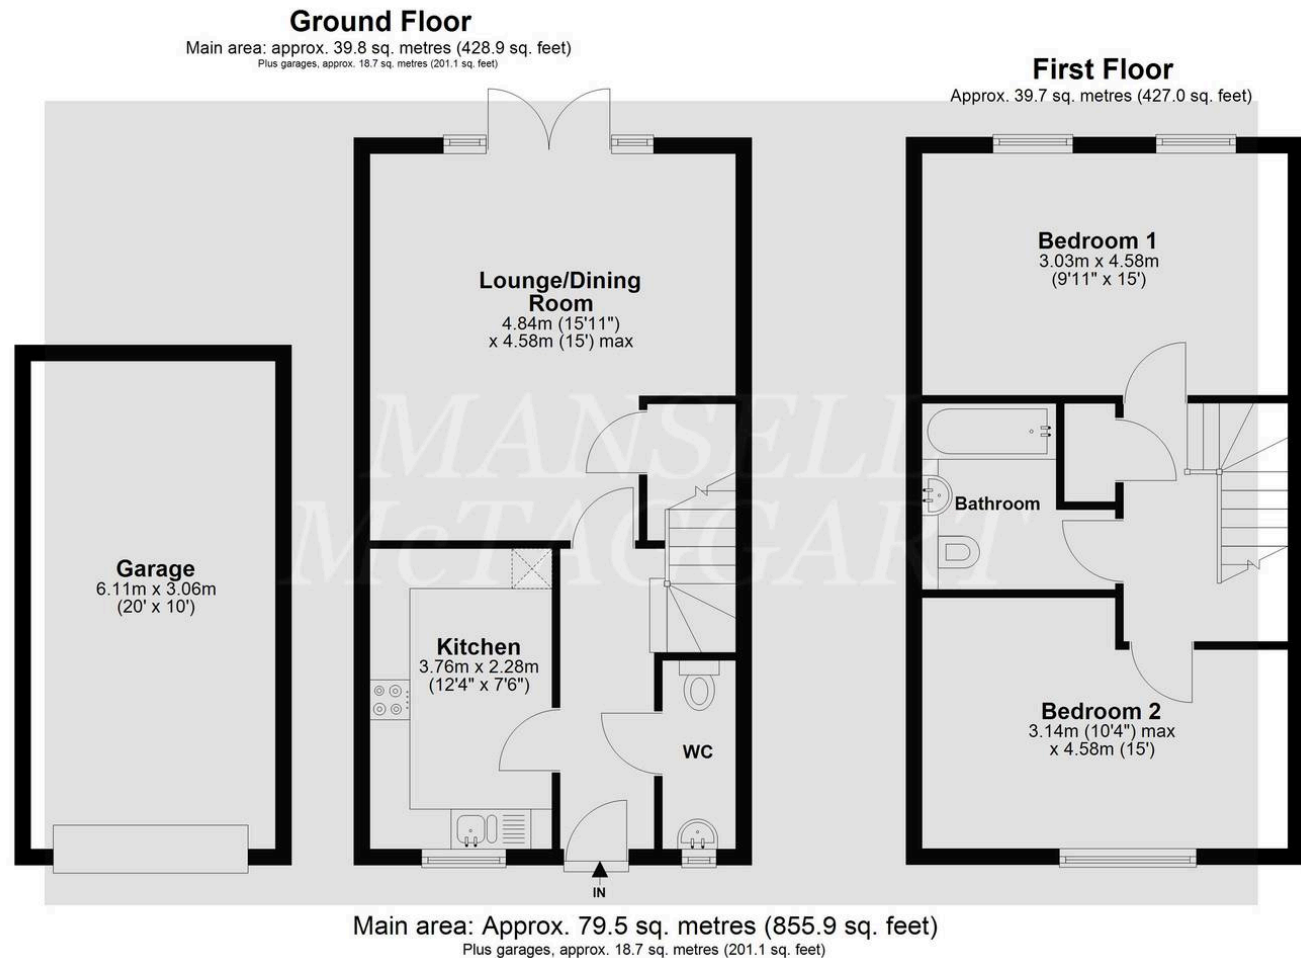 Ground Floor
Main area: approx. 39.8 sq. metres (428.9 sq. feet)
Plus garages, approx. 18.7 sq. metres (201.1 sq. feet)
First Floor
Approx. 39.7 sq. metres (427.0 sq. feet)
Lounge/Dining
Room
4.84m (15'11")
x 4.58m (15') max
Bedroom 1
3.03m x 4.58m
(9'11" x 15')
MANSELL
McTAGGART
Bathroom
Garage
6.11m x 3.06m
(20' x 10')
Kitchen
3.76m x 2.28m
(12'4" x 7'6")
WC
Bedroom 2
3.14m (10'4") max
x 4.58m (15')
IN
Main area: Approx. 79.5 sq. metres (855.9 sq. feet)
Plus garages, approx. 18.7 sq. metres (201.1 sq. feet)